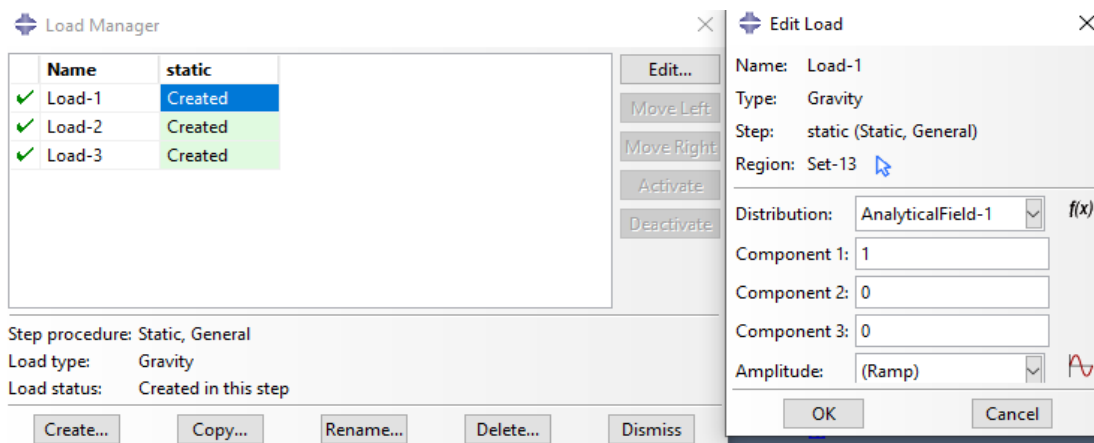 Load Manager
Name static
Load-1 Created
Load-2 Created
Load-3 Created
Edit...
Move Left
Move Right
Activate
Deactivate
Step procedure: Static, General
Load type: Gravity
Load status: Created in this step
Create... Copy... Rename... Delete... Dismiss
Edit Load
Name: Load-1
Type: Gravity
Step: static (Static, General)
Region: Set-13
Distribution: AnalyticalField-1 f(x)
Component 1: 1
Component 2: 0
Component 3: 0
Amplitude: (Ramp)
OK Cancel